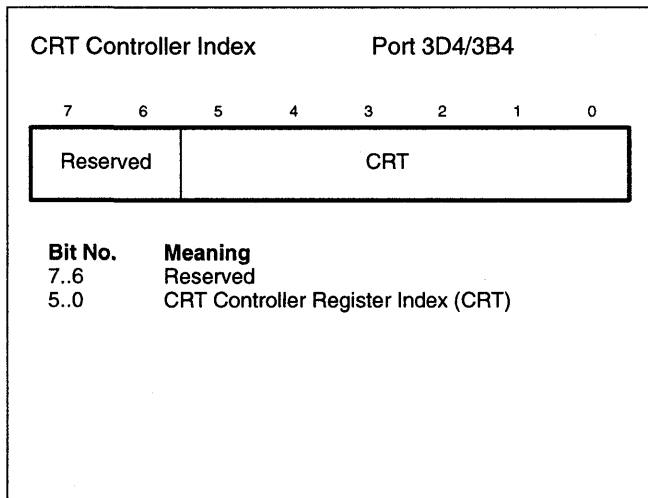 CRT Controller Index Port 3D4/3B4
7 6 5 4 3 2 1 0
Reserved CRT
Bit No. Meaning
7..6 Reserved
5..0 CRT Controller Register Index (CRT)